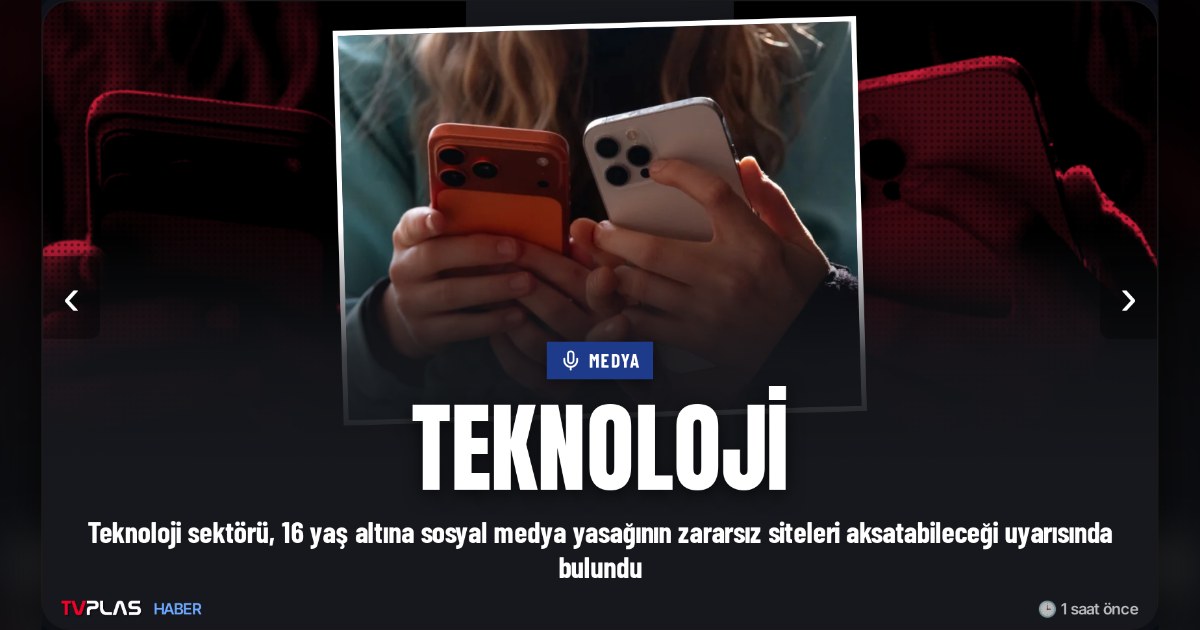 MEDYA
TEKNOLOJİ
Teknoloji sektörü, 16 yaş altına sosyal medya yasağının zararsız siteleri aksatabileceği uyarısında
bulundu
TVPLAS HABER
1 saat önce